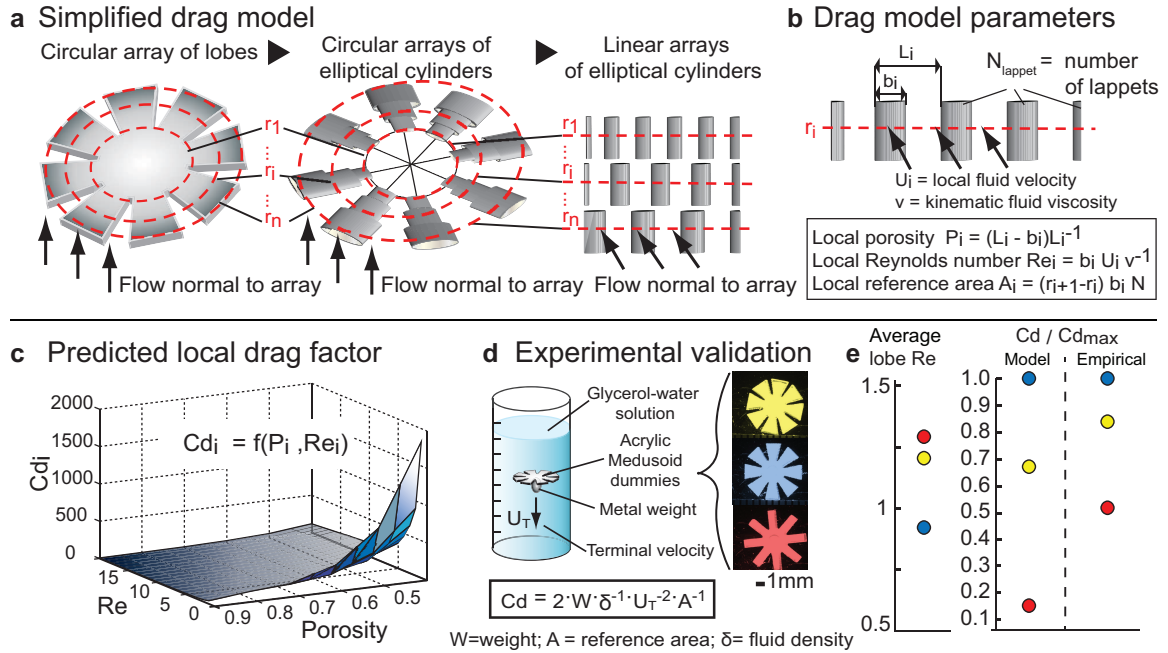 a Simplified drag model
Circular array of lobes
Circular arrays of
elliptical cylinders
Linear arrays
of elliptical cylinders
r1
ri
rn
r1
ri
rn
Flow normal to array
Flow normal to array
b Drag model parameters
Li
bi
Nlappet = number
of lappets
ri
Ui = local fluid velocity
v = kinematic fluid viscosity
Local porosity Pi = (Li - bi)Li-1
Local Reynolds number Rei = bi Ui v-1
Local reference area Ai = (ri+1-ri) bi N
c Predicted local drag factor
Cdi = f(Pi ,Rei)
Cdi
2000
1500
1000
500
0
15
10
5
0
Re
0.9
0.8
0.7
0.6
0.5
Porosity
d Experimental validation
Glycerol-water
solution
Acrylic
Medusoid
dummies
Metal weight
UT
Terminal velocity
1mm
Cd = 2·W·δ-1·UT-2·A-1
W=weight; A = reference area; δ= fluid density
e
Average
lobe Re
1.5
1
0.5
Cd / Cdmax
Model
Empirical
1.0
0.9
0.8
0.7
0.6
0.5
0.4
0.3
0.2
0.1